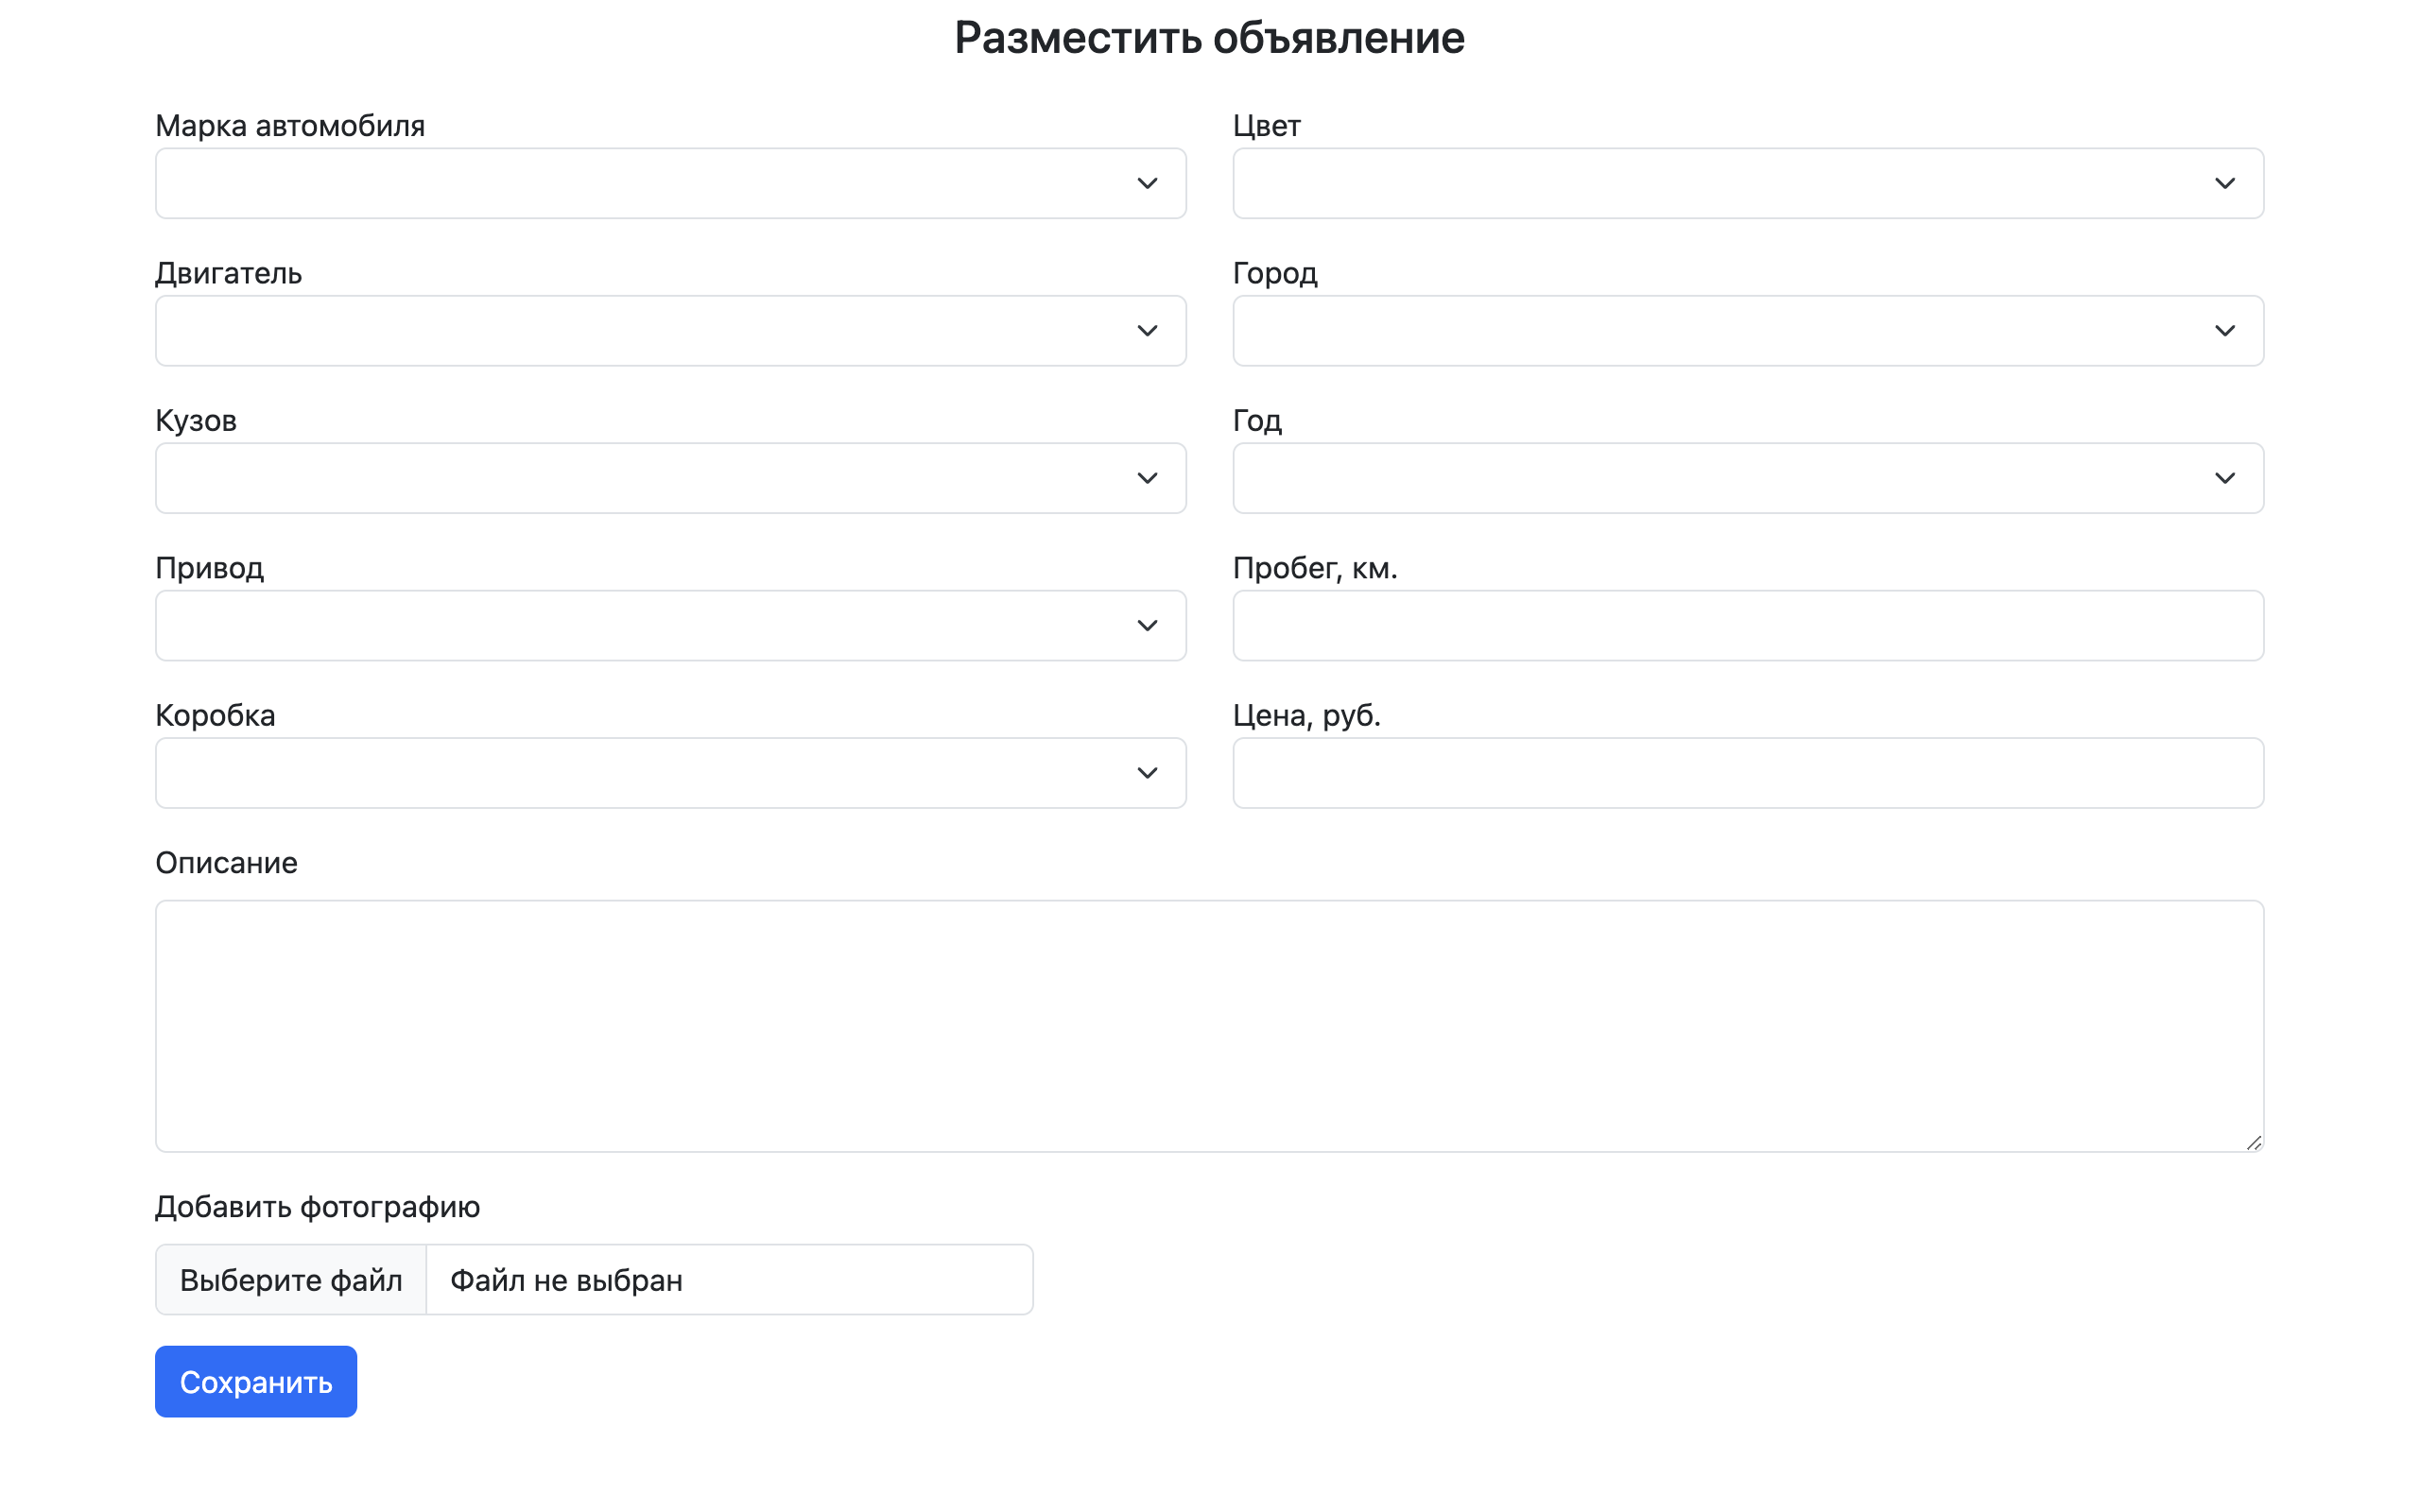 Разместить объявление
Марка автомобиля
Цвет
Двигатель
Город
Кузов
Год
Привод
Пробег, км.
Коробка
Цена, руб.
Описание
Добавить фотографию
Выберите файл Файл не выбран
Сохранить